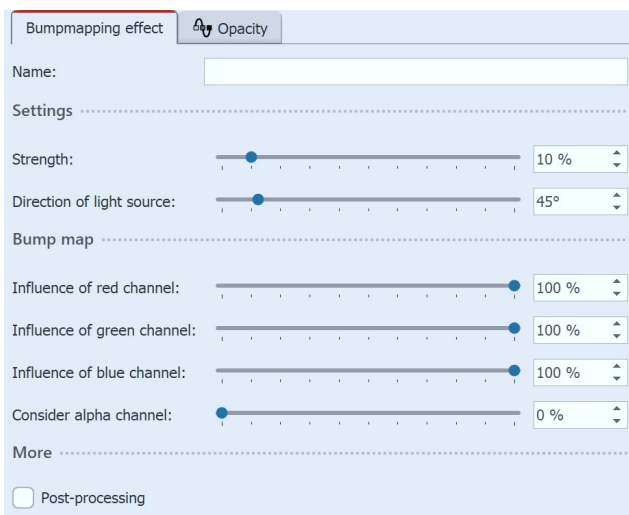 Bumpmapping effect Opacity
Name:
Settings
Strength: 10 %
Direction of light source: 45°
Bump map
Influence of red channel: 100 %
Influence of green channel: 100 %
Influence of blue channel: 100 %
Consider alpha channel: 0 %
More
Post-processing